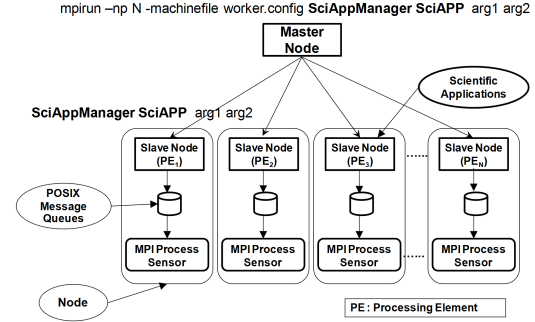 mpirun –np N -machinefile worker.config SciAppManager SciAPP arg1 arg2
Master
Node
Scientific
Applications
SciAppManager SciAPP arg1 arg2
Slave Node
(PE1)
Slave Node
(PE2)
Slave Node
(PE3)
......
Slave Node
(PEN)
POSIX
Message
Queues
MPI Process
Sensor
MPI Process
Sensor
MPI Process
Sensor
......
MPI Process
Sensor
Node
PE : Processing Element